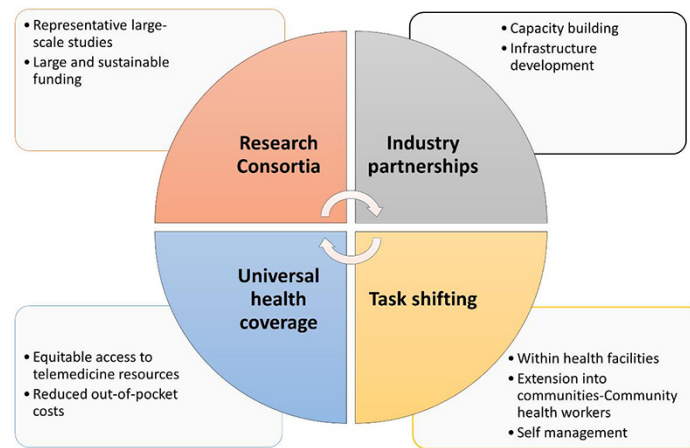 • Representative large-
scale studies
• Large and sustainable
funding
• Capacity building
• Infrastructure
development
Research
Consortia
Industry
partnerships
Universal
health
coverage
Task shifting
• Equitable access to
telemedicine resources
• Reduced out-of-pocket
costs
• Within health facilities
• Extension into
communities-Community
health workers
• Self management